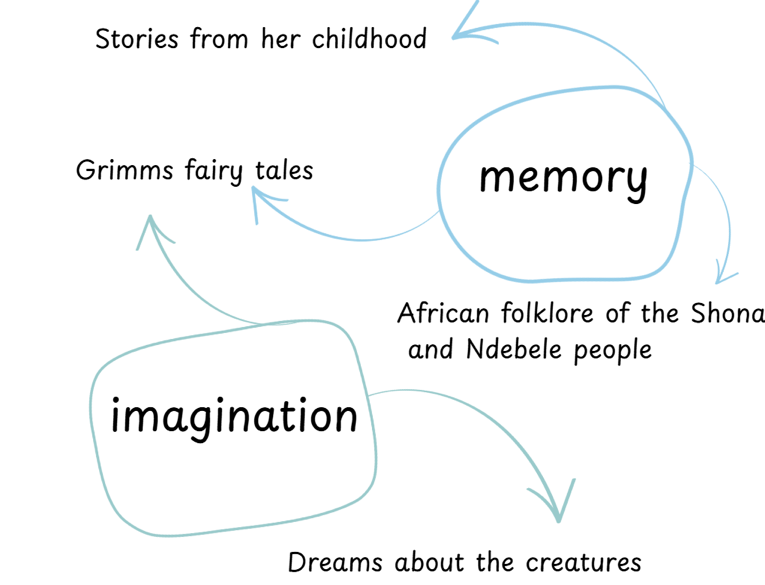 Stories from her childhood
Grimms fairy tales
memory
African folklore of the Shona
and Ndebele people
imagination
Dreams about the creatures